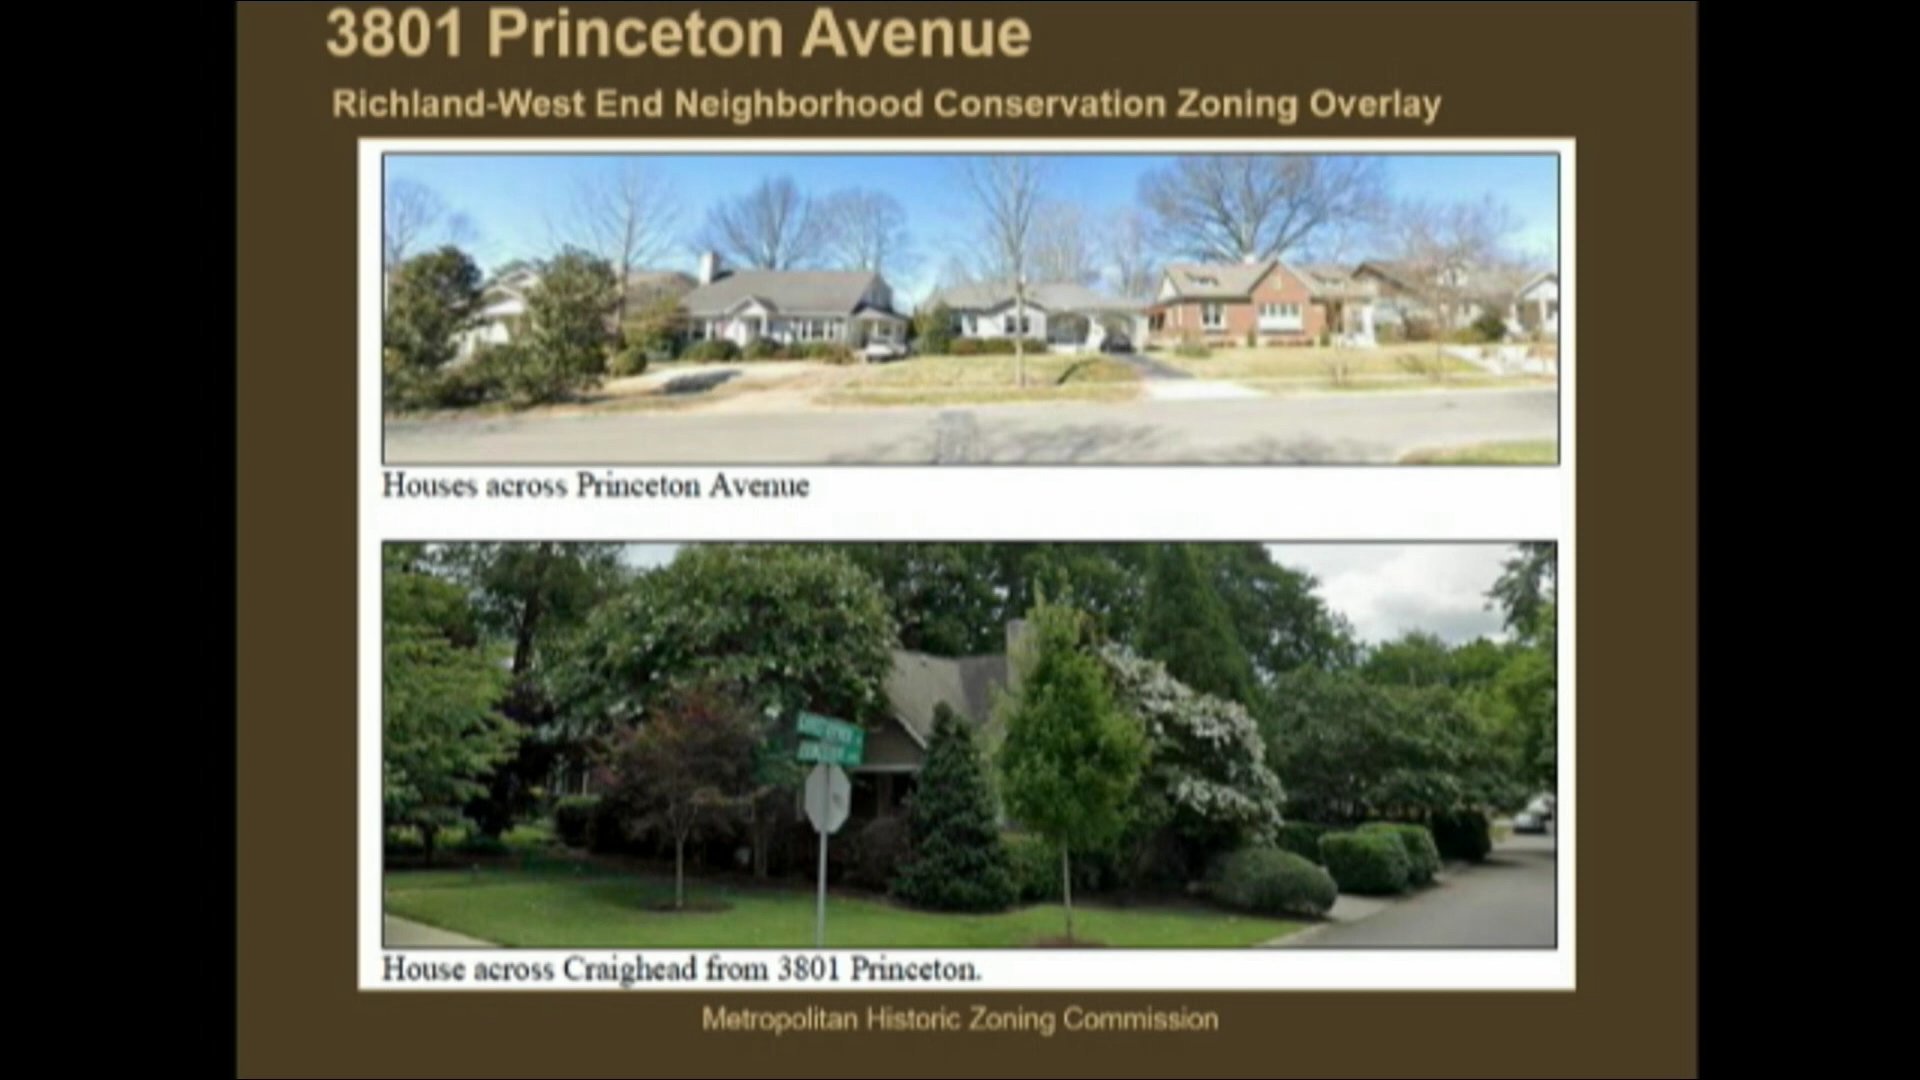 3801 Princeton Avenue
Richland-West End Neighborhood Conservation Zoning Overlay
Houses across Princeton Avenue
House across Craighead from 3801 Princeton.
Metropolitan Historic Zoning Commission